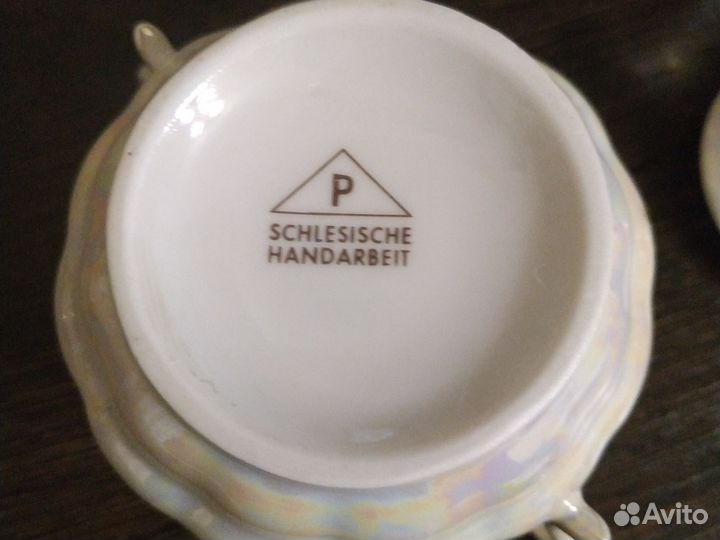 P
SCHLESISCHE
HANDARBEIT
Avito